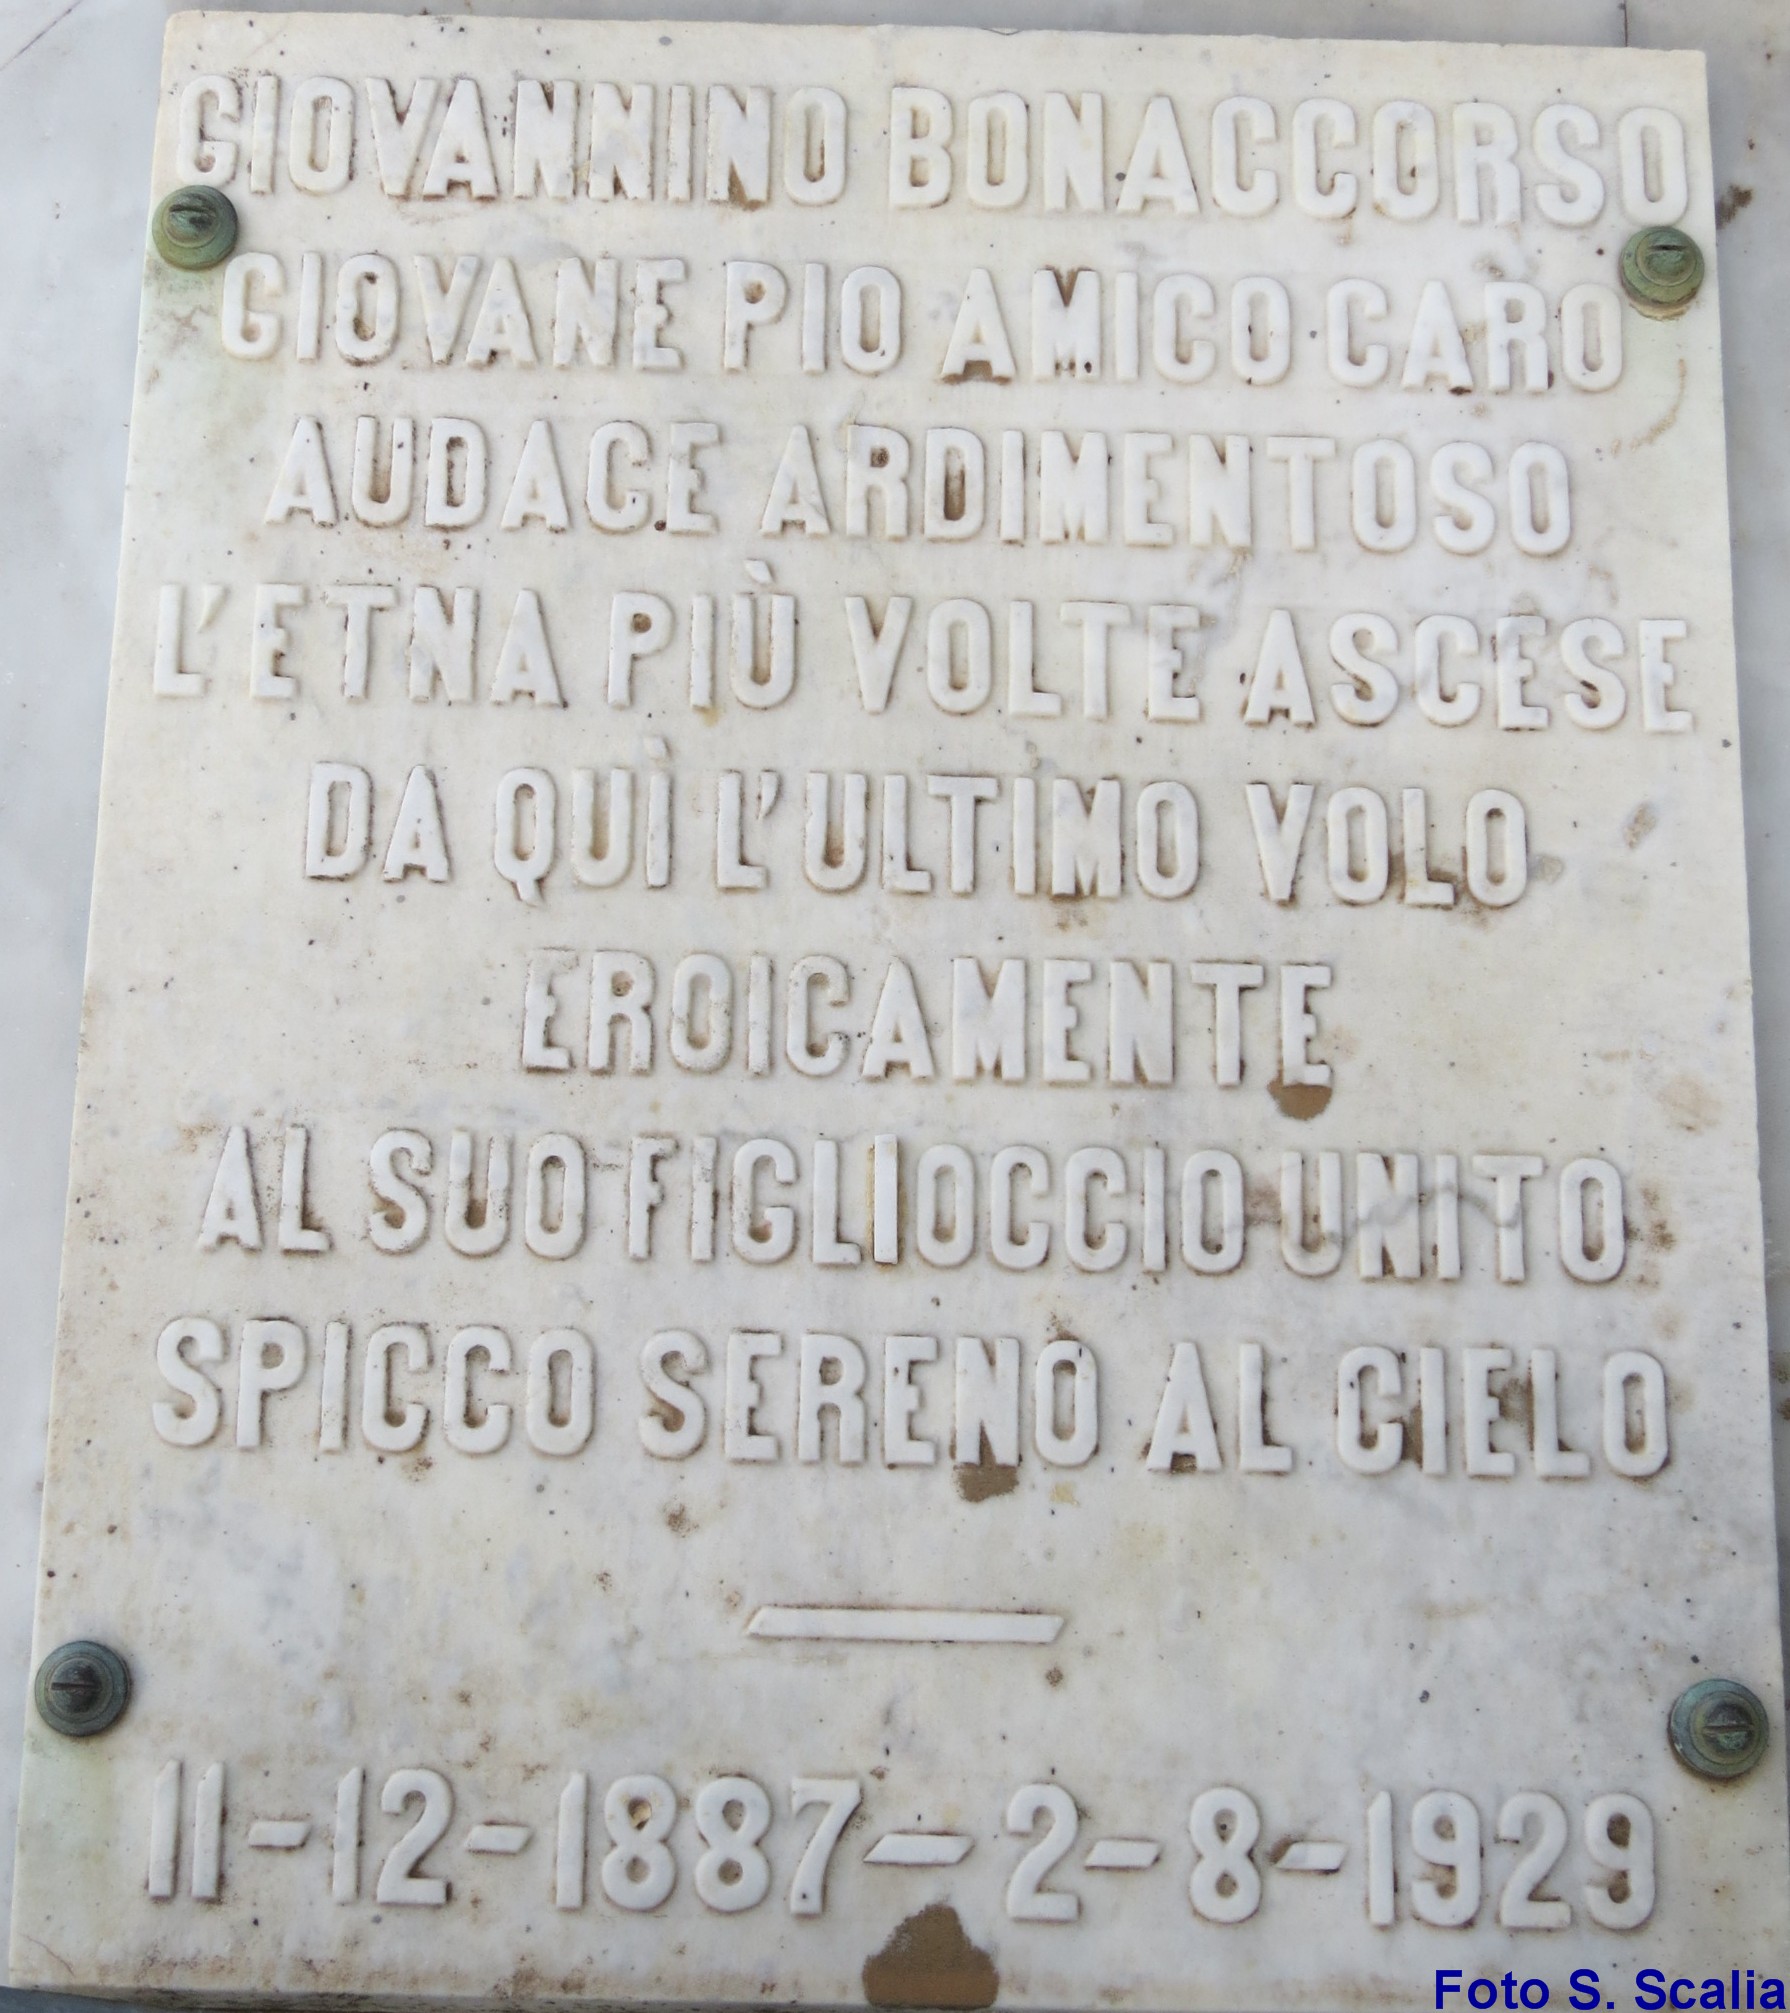 GIOVANNINO BONACCORSO
GIOVANE PIO AMICO CARO
AUDACE ARDIMENTOSO
L'ETNA PIÙ VOLTE ASCESE
DA QUÌ L'ULTIMO VOLO
EROICAMENTE
AL SUO FIGLIOCCIO UNITO
SPICCO SERENO AL CIELO
11-12-1887-2-8-1929
Foto S. Scalia